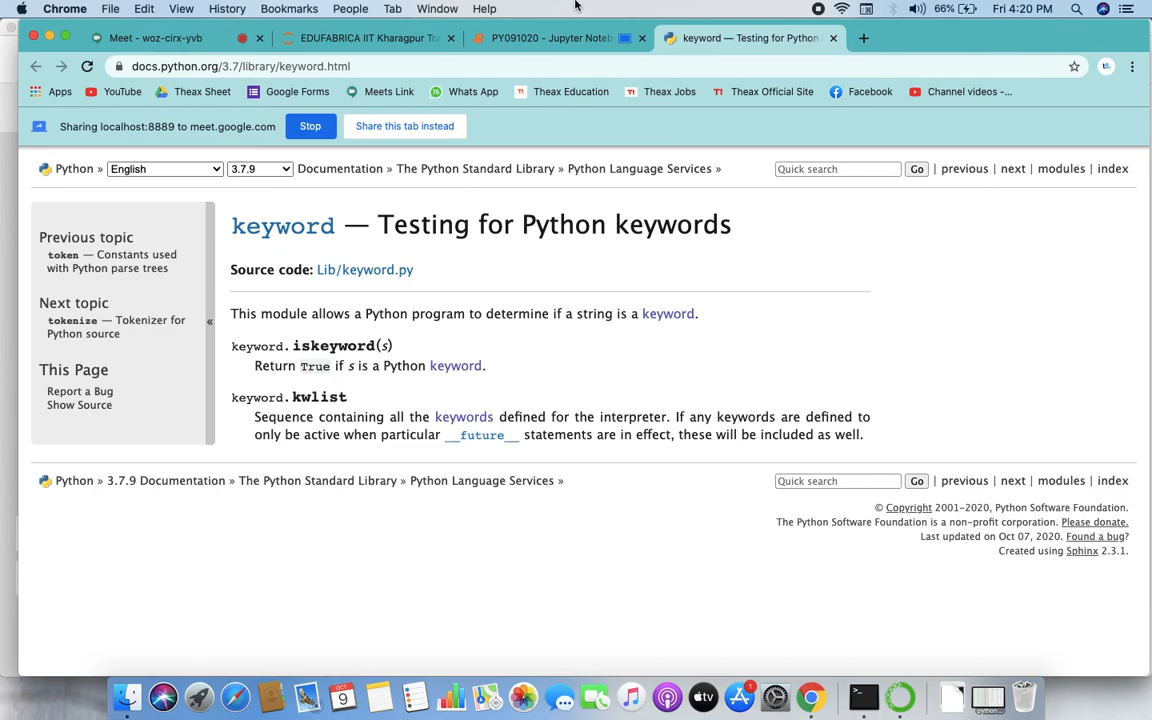 Chrome File Edit View History Bookmarks People Tab Window Help 66% Fri 4:20 PM
Meet - woz-cirx-yvb EDUFABRICA IIT Kharagpur Tra PY091020 - Jupyter Noteb keyword — Testing for Python
docs.python.org/3.7/library/keyword.html
Apps YouTube Theax Sheet Google Forms Meets Link Whats App Theax Education Theax Jobs Theax Official Site Facebook Channel videos -...
Sharing localhost:8889 to meet.google.com Stop Share this tab instead
Python » English 3.7.9 Documentation » The Python Standard Library » Python Language Services » Quick search Go | previous | next | modules | index
Previous topic
token — Constants used
with Python parse trees
Next topic
tokenize — Tokenizer for
Python source
This Page
Report a Bug
Show Source
«
keyword — Testing for Python keywords
Source code: Lib/keyword.py
This module allows a Python program to determine if a string is a keyword.
keyword.iskeyword(s)
Return True if s is a Python keyword.
keyword.kwlist
Sequence containing all the keywords defined for the interpreter. If any keywords are defined to
only be active when particular __future__ statements are in effect, these will be included as well.
Python » 3.7.9 Documentation » The Python Standard Library » Python Language Services » Quick search Go | previous | next | modules | index
© Copyright 2001-2020, Python Software Foundation.
The Python Software Foundation is a non-profit corporation. Please donate.
Last updated on Oct 07, 2020. Found a bug?
Created using Sphinx 2.3.1.
OCT
9
tv
1
python